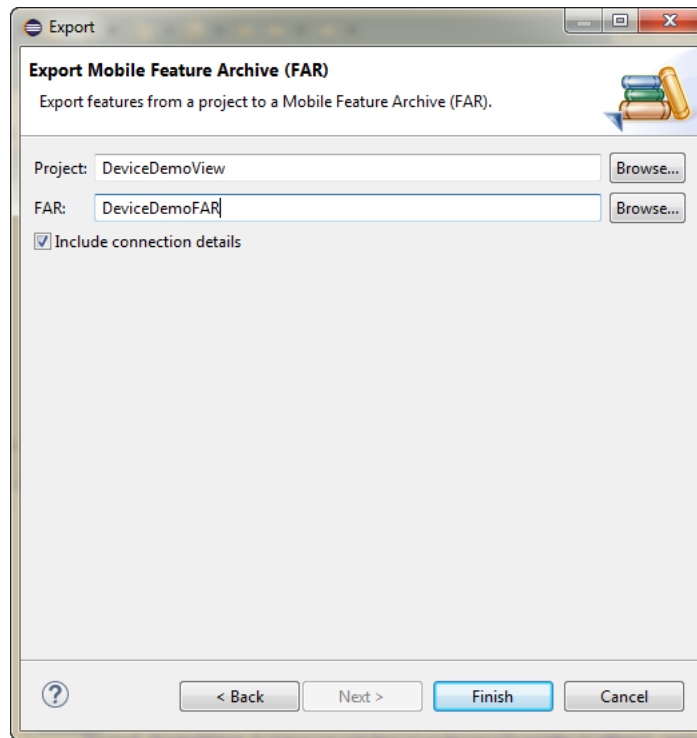 Export
Export Mobile Feature Archive (FAR)
Export features from a project to a Mobile Feature Archive (FAR).
Project: DeviceDemoView Browse...
FAR: DeviceDemoFAR Browse...
Include connection details
? < Back Next > Finish Cancel